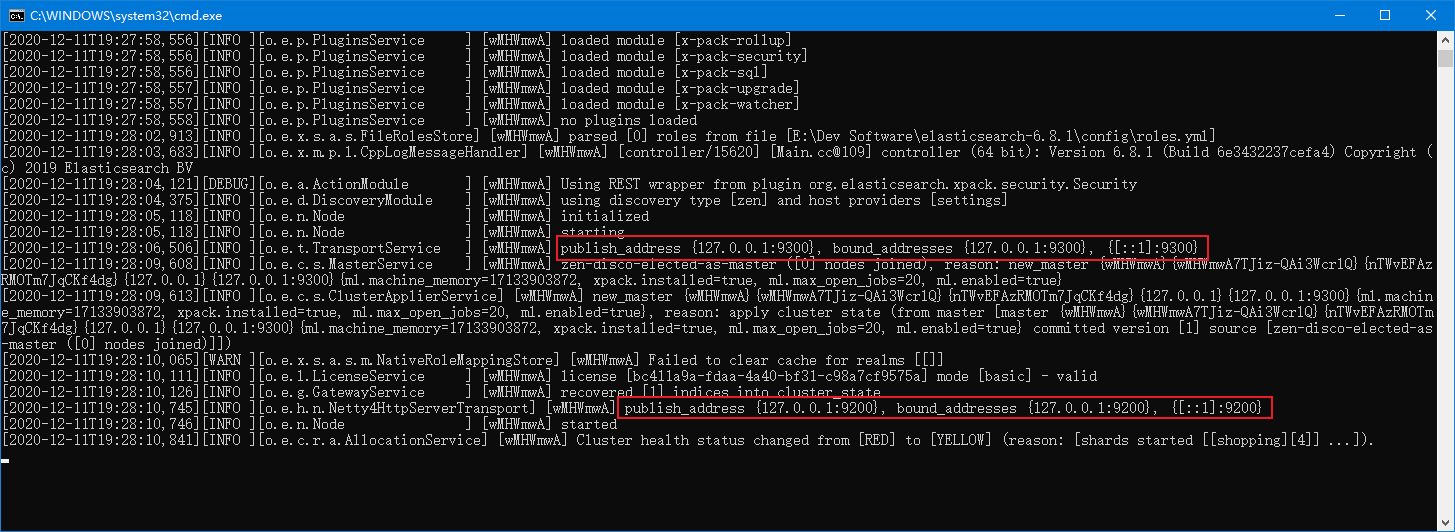 C:\WINDOWS\system32\cmd.exe
[2020-12-11T19:27:58,556][INFO ][o.e.p.PluginsService     ] [wMHWmwA] loaded module [x-pack-rollup]
[2020-12-11T19:27:58,556][INFO ][o.e.p.PluginsService     ] [wMHWmwA] loaded module [x-pack-security]
[2020-12-11T19:27:58,556][INFO ][o.e.p.PluginsService     ] [wMHWmwA] loaded module [x-pack-sql]
[2020-12-11T19:27:58,557][INFO ][o.e.p.PluginsService     ] [wMHWmwA] loaded module [x-pack-upgrade]
[2020-12-11T19:27:58,557][INFO ][o.e.p.PluginsService     ] [wMHWmwA] loaded module [x-pack-watcher]
[2020-12-11T19:27:58,558][INFO ][o.e.p.PluginsService     ] [wMHWmwA] no plugins loaded
[2020-12-11T19:28:02,913][INFO ][o.e.x.s.a.s.FileRolesStore] [wMHWmwA] parsed [0] roles from file [E:\Dev Software\elasticsearch-6.8.1\config\roles.yml]
[2020-12-11T19:28:03,683][INFO ][o.e.x.m.p.l.CppLogMessageHandler] [wMHWmwA] [controller/15620] [Main.cc@109] controller (64 bit): Version 6.8.1 (Build 6e3432237cefa4) Copyright (
c) 2019 Elasticsearch BV
[2020-12-11T19:28:04,121][DEBUG][o.e.a.ActionModule       ] [wMHWmwA] Using REST wrapper from plugin org.elasticsearch.xpack.security.Security
[2020-12-11T19:28:04,375][INFO ][o.e.d.DiscoveryModule    ] [wMHWmwA] using discovery type [zen] and host providers [settings]
[2020-12-11T19:28:05,118][INFO ][o.e.n.Node               ] [wMHWmwA] initialized
[2020-12-11T19:28:05,118][INFO ][o.e.n.Node               ] [wMHWmwA] starting
[2020-12-11T19:28:06,506][INFO ][o.e.t.TransportService   ] [wMHWmwA] publish_address {127.0.0.1:9300}, bound_addresses {127.0.0.1:9300}, {[::1]:9300}
[2020-12-11T19:28:09,608][INFO ][o.e.c.s.MasterService    ] [wMHWmwA] zen-disco-elected-as-master ([0] nodes joined), reason: new_master {wMHWmwA}{wMHWmwA7TJiz-QAi3Wcr1Q}{nTWvEFAz
RMOTm7JqCKf4dg}{127.0.0.1}{127.0.0.1:9300}{ml.machine_memory=17133903872, xpack.installed=true, ml.max_open_jobs=20, ml.enabled=true}
[2020-12-11T19:28:09,613][INFO ][o.e.c.s.ClusterApplierService] [wMHWmwA] new_master {wMHWmwA}{wMHWmwA7TJiz-QAi3Wcr1Q}{nTWvEFAzRMOTm7JqCKf4dg}{127.0.0.1}{127.0.0.1:9300}{ml.machin
e_memory=17133903872, xpack.installed=true, ml.max_open_jobs=20, ml.enabled=true}, reason: apply cluster state (from master [master {wMHWmwA}{wMHWmwA7TJiz-QAi3Wcr1Q}{nTWvEFAzRMOTm
7JqCKf4dg}{127.0.0.1}{127.0.0.1:9300}{ml.machine_memory=17133903872, xpack.installed=true, ml.max_open_jobs=20, ml.enabled=true} committed version [1] source [zen-disco-elected-as
-master ([0] nodes joined)]])
[2020-12-11T19:28:10,065][WARN ][o.e.x.s.a.s.m.NativeRoleMappingStore] [wMHWmwA] Failed to clear cache for realms [[]]
[2020-12-11T19:28:10,111][INFO ][o.e.l.LicenseService     ] [wMHWmwA] license [bc411a9a-fdaa-4a40-bf31-c98a7cf9575a] mode [basic] - valid
[2020-12-11T19:28:10,126][INFO ][o.e.g.GatewayService     ] [wMHWmwA] recovered [1] indices into cluster_state
[2020-12-11T19:28:10,745][INFO ][o.e.h.n.Netty4HttpServerTransport] [wMHWmwA] publish_address {127.0.0.1:9200}, bound_addresses {127.0.0.1:9200}, {[::1]:9200}
[2020-12-11T19:28:10,746][INFO ][o.e.n.Node               ] [wMHWmwA] started
[2020-12-11T19:28:10,841][INFO ][o.e.c.r.a.AllocationService] [wMHWmwA] Cluster health status changed from [RED] to [YELLOW] (reason: [shards started [[shopping][4]] ...]).